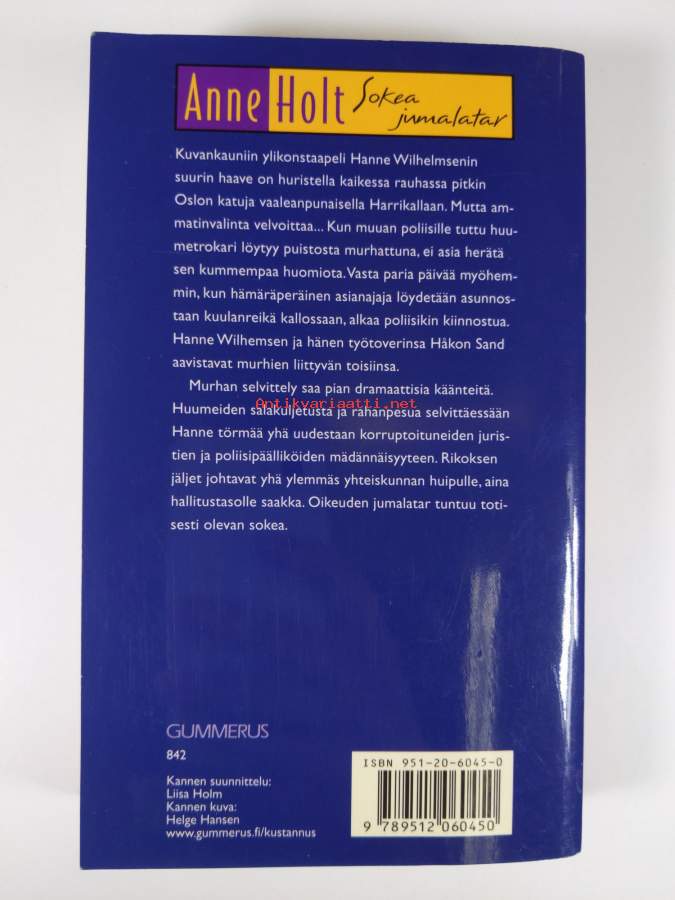 Anne Holt Sokea jumalatar
Kuvankauniin ylikonstaapeli Hanne Wilhelmsenin
suurin haave on huristella kaikessa rauhassa pitkin
Oslon katuja vaaleanpunaisella Harrikallaan. Mutta am-
matinvalinta velvoittaa... Kun muuan poliisille tuttu huu-
metrokari löytyy puistosta murhattuna, ei asia herätä
sen kummempaa huomiota. Vasta paria päivää myöhem-
min, kun hämäräperäinen asianajaja löydetään asunnos-
taan kuulanreikä kallossaan, alkaa poliisikin kiinnostua.
Hanne Wilhemsen ja hänen työtoverinsa Håkon Sand
aavistavat murhien liittyvän toisiinsa.
Murhan selvittely saa pian dramaattisia käänteitä.
Antikvariaatti.net
Huumeiden salakuljetusta ja rahanpesua selvittäessään
Hanne törmää yhä uudestaan korruptoituneiden juris-
tien ja poliisipäälliköiden mädännäisyyteen. Rikoksen
jäljet johtavat yhä ylemmäs yhteiskunnan huipulle, aina
hallitustasolle saakka. Oikeuden jumalatar tuntuu toti-
sesti olevan sokea.
GUMMERUS
842
Kannen suunnittelu:
Liisa Holm
Kannen kuva:
Helge Hansen
www.gummerus.fi/kustannus
ISBN 951-20-6045-0
9 789512 060450